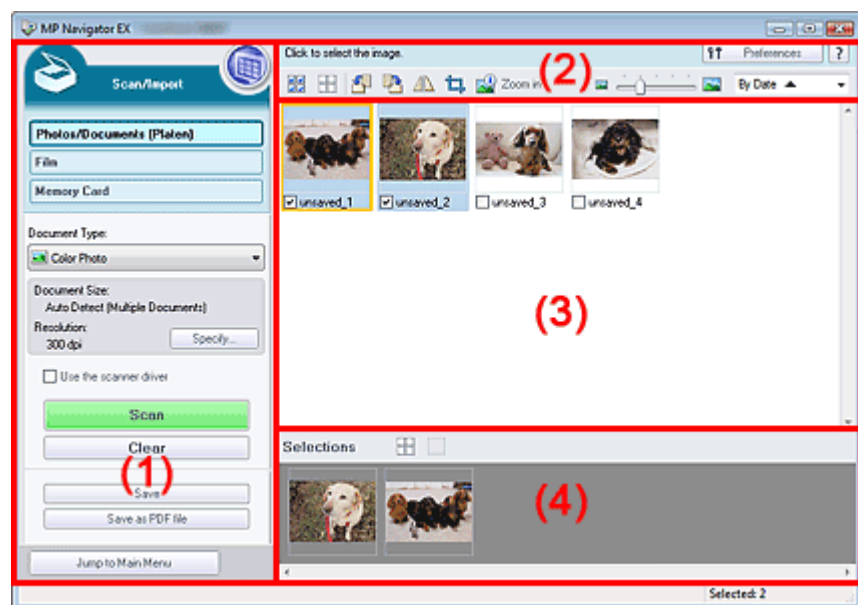 MP Navigator EX
Scan/Import
Photos/Documents (Platen)
Film
Memory Card
Document Type:
Color Photo
Document Size:
Auto Detect (Multiple Documents)
Resolution:
300 dpi
Specify...
Use the scanner driver
Scan
Clear
(1)
Save
Save as PDF file
Jump to Main Menu
Click to select the image.
Preferences
?
Zoom in
(2)
By Date
unsaved_1
unsaved_2
unsaved_3
unsaved_4
(3)
Selections
(4)
Selected: 2